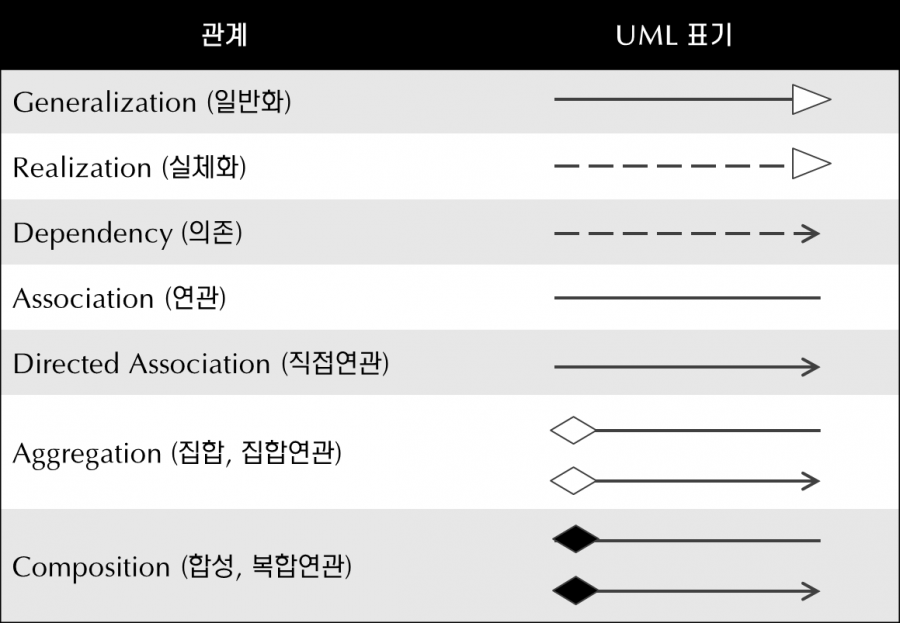 관계 UML 표기
Generalization (일반화)
Realization (실체화)
Dependency (의존)
Association (연관)
Directed Association (직접연관)
Aggregation (집합, 집합연관)
Composition (합성, 복합연관)